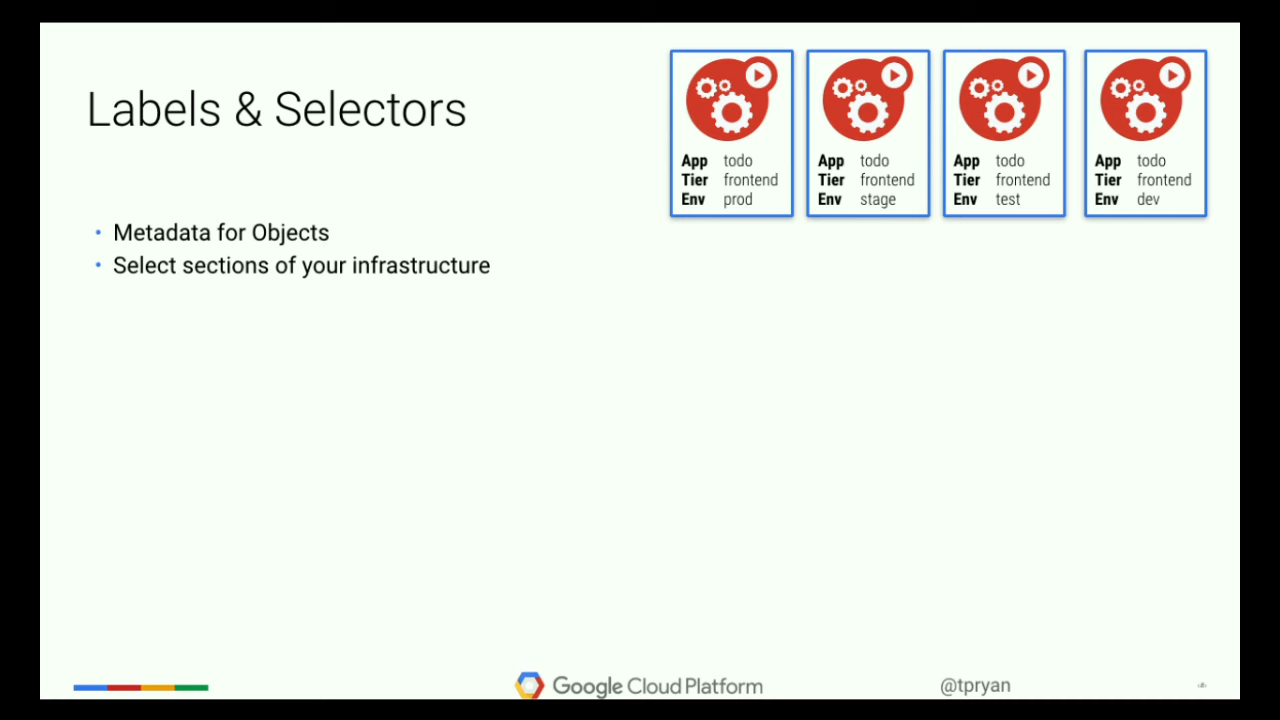 Labels & Selectors
• Metadata for Objects
• Select sections of your infrastructure
App todo
Tier frontend
Env prod
App todo
Tier frontend
Env stage
App todo
Tier frontend
Env test
App todo
Tier frontend
Env dev
Google Cloud Platform
@tpryan